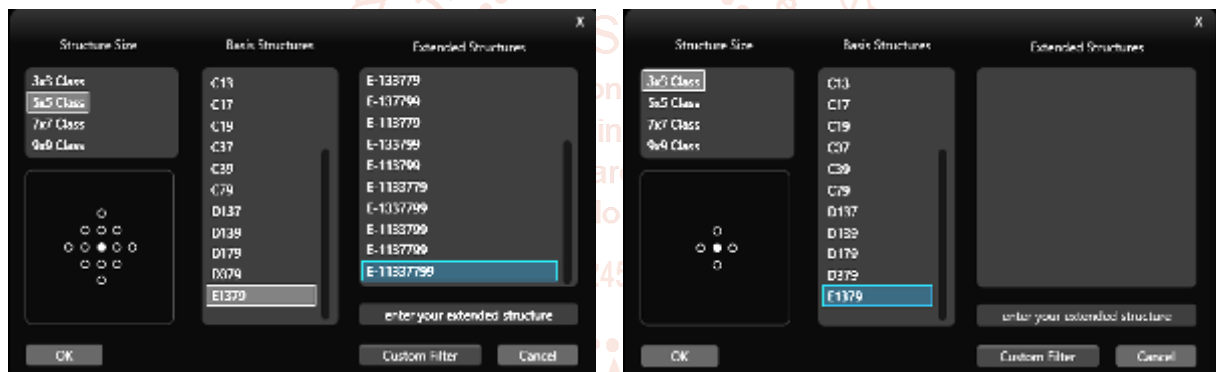 X
Structure Size
Basis Structures
Extended Structures
3x3 Class
5x5 Class
7x7 Class
9x9 Class
C13
C17
C19
C37
C39
C79
D137
D139
D179
D379
E1379
E-133779
E-137799
E-113779
E-133799
E-113799
E-1133779
E-1337799
E-1133799
E-1137799
E-11337799
enter your extended structure
OK
Custom Filter
Cancel
X
Structure Size
Basis Structures
Extended Structures
3x3 Class
5x5 Class
7x7 Class
9x9 Class
C13
C17
C19
C37
C39
C79
D137
D139
D179
D379
E1379
enter your extended structure
OK
Custom Filter
Cancel